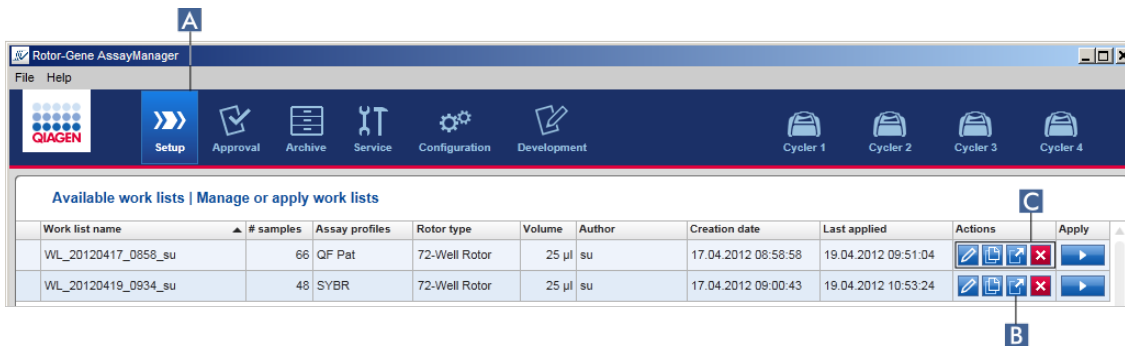 A
Rotor-Gene AssayManager
File Help
QIAGEN
Setup Approval Archive Service Configuration Development Cycler 1 Cycler 2 Cycler 3 Cycler 4
Available work lists | Manage or apply work lists
C
Work list name # samples Assay profiles Rotor type Volume Author Creation date Last applied Actions Apply
WL_20120417_0858_su 66 QF Pat 72-Well Rotor 25 µl su 17.04.2012 08:58:58 19.04.2012 09:51:04
WL_20120419_0934_su 48 SYBR 72-Well Rotor 25 µl su 17.04.2012 09:00:43 19.04.2012 10:53:24
B